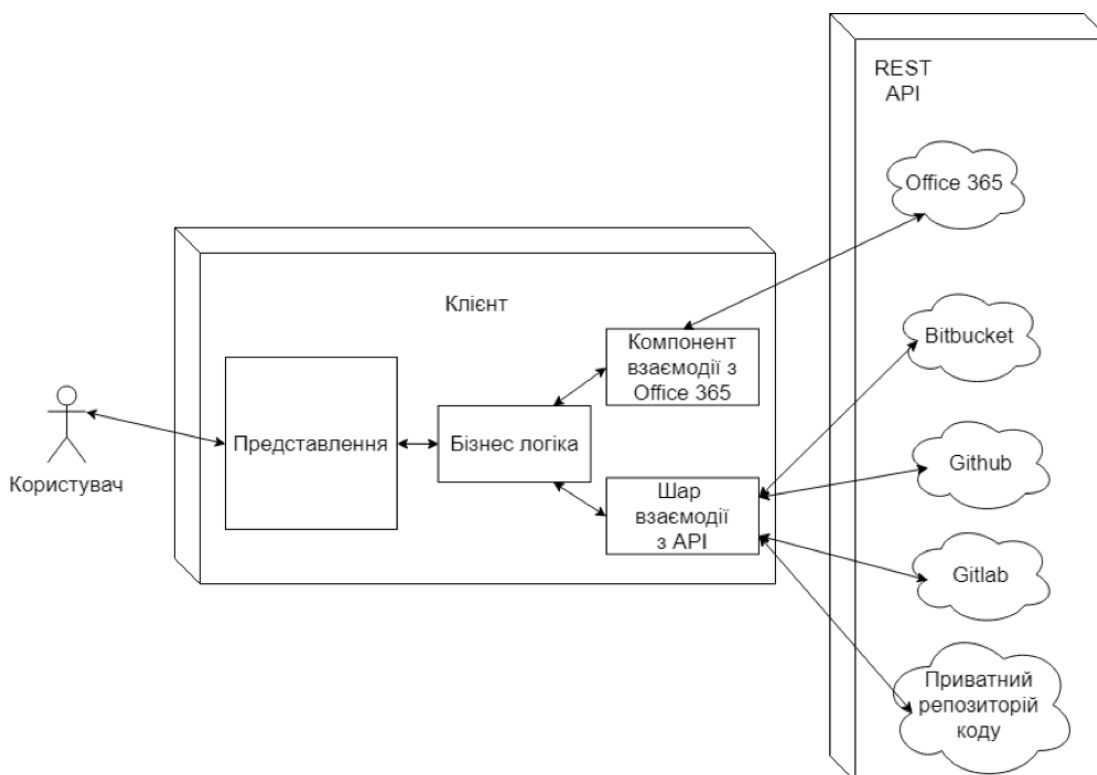 REST
API
Office 365
Клієнт
Компонент
взаємодії з
Office 365
Bitbucket
Представлення
Бізнес логіка
Github
Користувач
Шар
взаємодії
з API
Gitlab
Приватний
репозиторій
коду